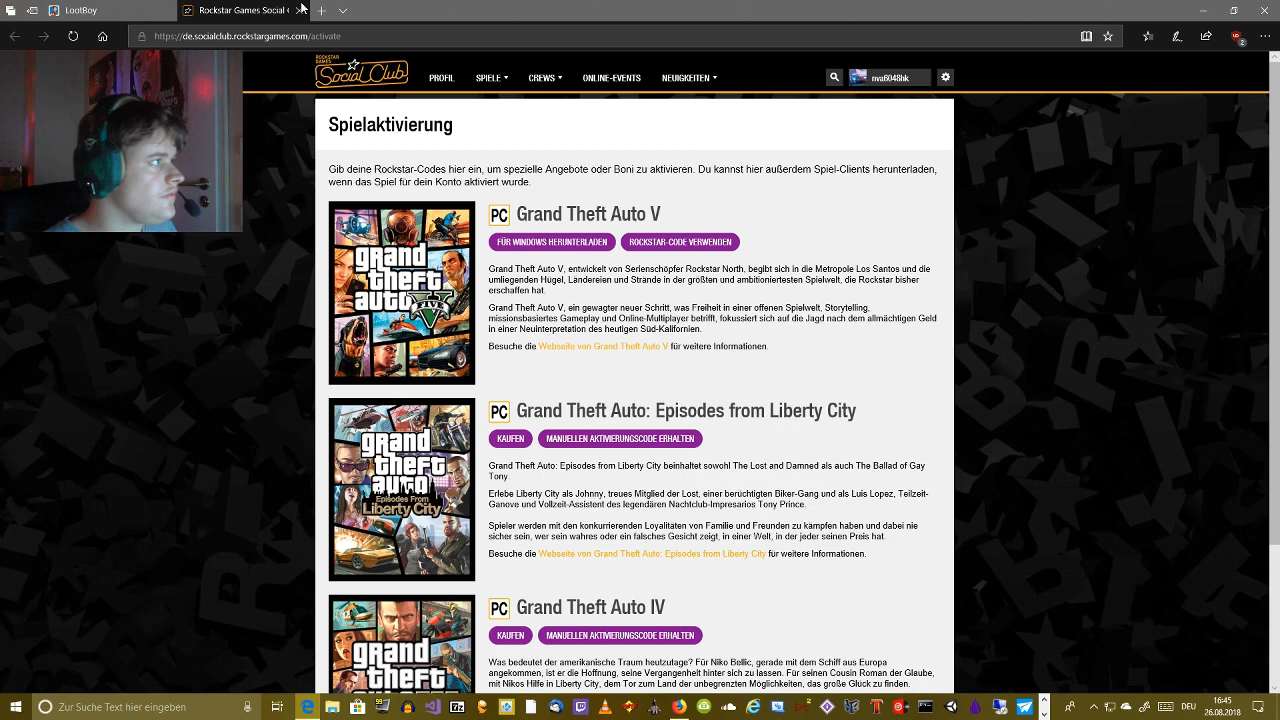 LootBoy
Rockstar Games Social C
https://de.socialclub.rockstargames.com/activate
ROCKSTAR GAMES
Social Club
PROFIL
SPIELE
CREWS
ONLINE-EVENTS
NEUIGKEITEN
nva6048hk
Spielaktivierung
Gib deine Rockstar-Codes hier ein, um spezielle Angebote oder Boni zu aktivieren. Du kannst hier außerdem Spiel-Clients herunterladen,
wenn das Spiel für dein Konto aktiviert wurde.
grand
theft
auto V
PC Grand Theft Auto V
FÜR WINDOWS HERUNTERLADEN ROCKSTAR-CODE VERWENDEN
Grand Theft Auto V, entwickelt von Serienschöpfer Rockstar North, begibt sich in die Metropole Los Santos und die
umliegenden Hügel, Ländereien und Strände in der größten und ambitioniertesten Spielwelt, die Rockstar bisher
erschaffen hat.
Grand Theft Auto V, ein gewagter neuer Schritt, was Freiheit in einer offenen Spielwelt, Storytelling,
missionsbasiertes Gameplay und Online-Multiplayer betrifft, fokussiert sich auf die Jagd nach dem allmächtigen Geld
in einer Neuinterpretation des heutigen Süd-Kalifornien.
Besuche die Webseite von Grand Theft Auto V für weitere Informationen.
grand
theft
auto
Episodes From
Liberty City
PC Grand Theft Auto: Episodes from Liberty City
KAUFEN MANUELLEN AKTIVIERUNGSCODE ERHALTEN
Grand Theft Auto: Episodes from Liberty City beinhaltet sowohl The Lost and Damned als auch The Ballad of Gay
Tony.
Erlebe Liberty City als Johnny, treues Mitglied der Lost, einer berüchtigten Biker-Gang und als Luis Lopez, Teilzeit-
Ganove und Vollzeit-Assistent des legendären Nachtclub-Impresarios Tony Prince.
Spieler werden mit den konkurrierenden Loyalitäten von Familie und Freunden zu kämpfen haben und dabei nie
sicher sein, wer sein wahres oder ein falsches Gesicht zeigt, in einer Welt, in der jeder seinen Preis hat.
Besuche die Webseite von Grand Theft Auto: Episodes from Liberty City für weitere Informationen.
grand
theft
PC Grand Theft Auto IV
KAUFEN MANUELLEN AKTIVIERUNGSCODE ERHALTEN
Was bedeutet der amerikanische Traum heutzutage? Für Niko Bellic, gerade mit dem Schiff aus Europa
angekommen, ist er die Hoffnung, seine Vergangenheit hinter sich zu lassen. Für seinen Cousin Roman der Glaube,
mit Nikos Hilfe in Liberty City, dem Tor zum Land der unbegrenzten Möglichkeiten, das große Glück zu finden.
Zur Suche Text hier eingeben
DEU
16:45
26.08.2018